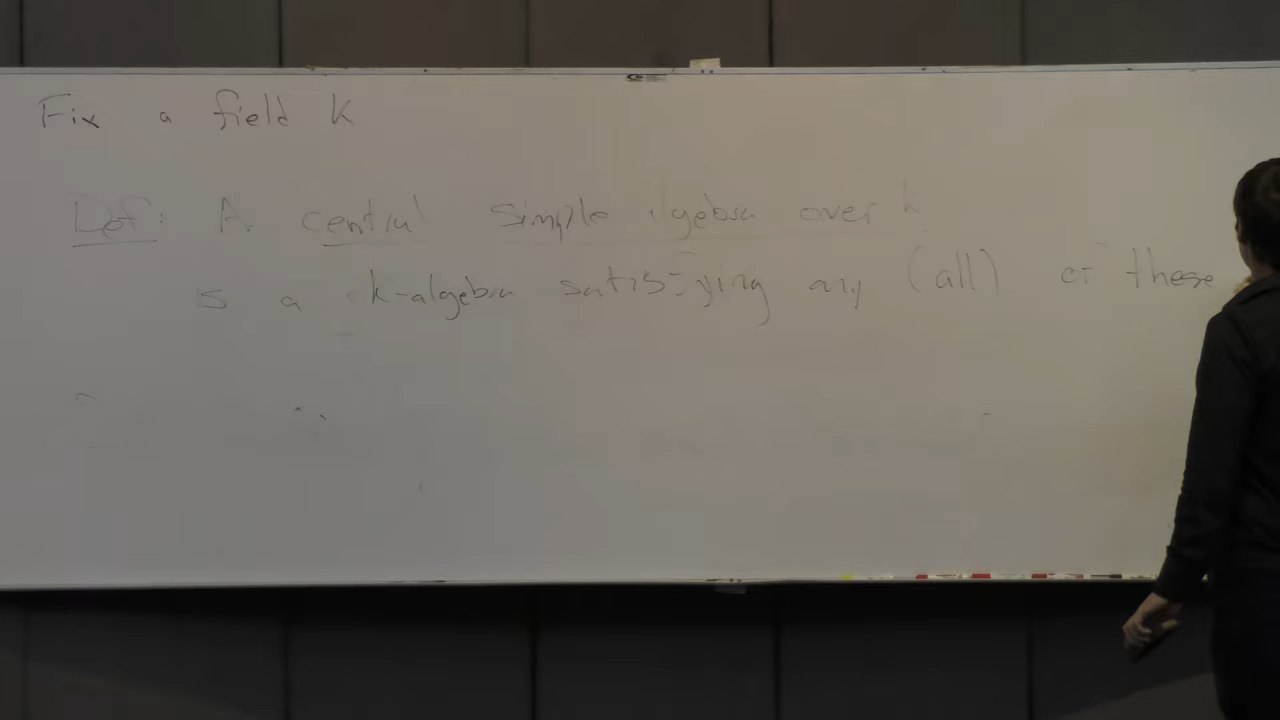 Fix a field k
Def: A central simple algebra over k
is a k-algebra satisfying any (all) of these